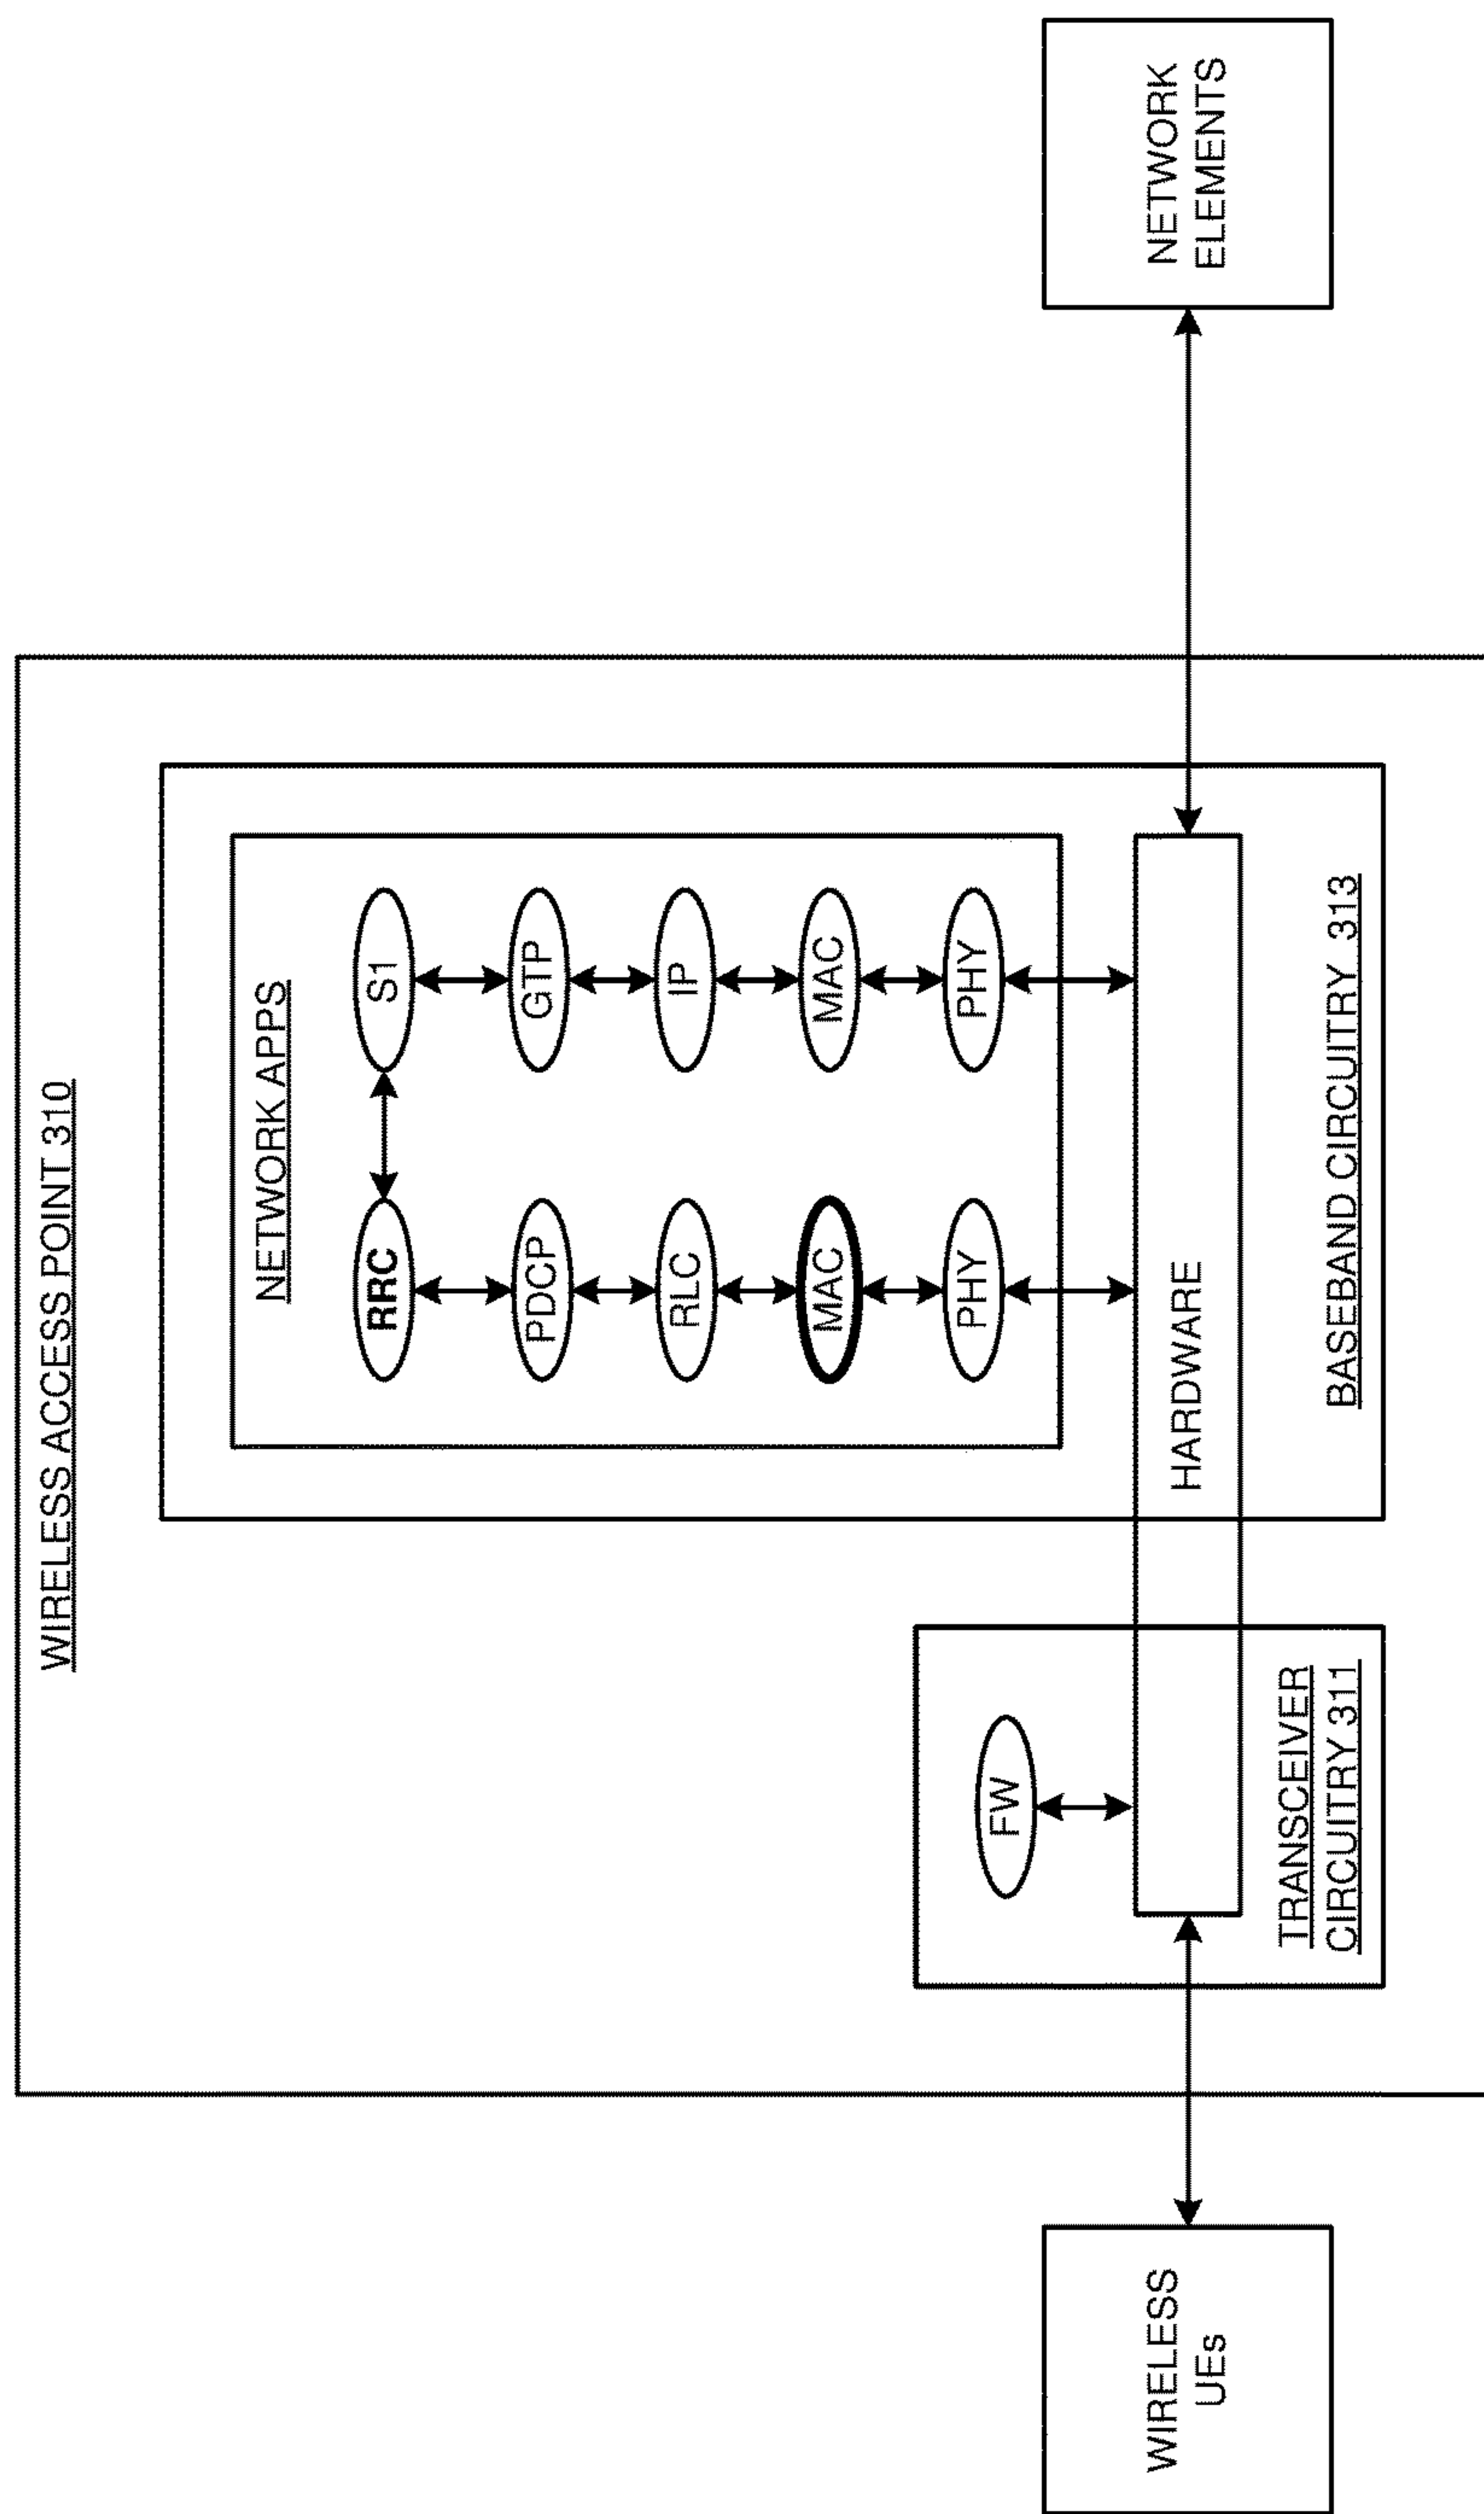 WIRELESS ACCESS POINT 310
NETWORK APPS
RRC
S1
PDCP
GTP
RLC
IP
MAC
MAC
PHY
PHY
FW
HARDWARE
TRANSCEIVER
CIRCUITRY 311
BASEBAND CIRCUITRY 313
WIRELESS
UEs
NETWORK
ELEMENTS